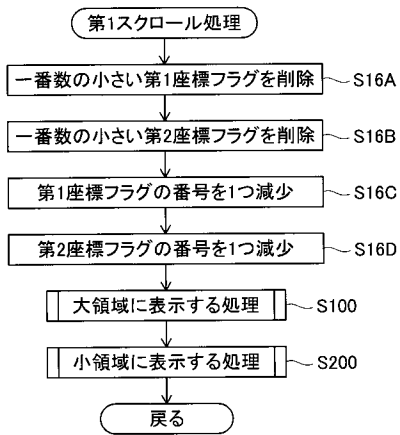 第1スクロール処理
一番数の小さい第1座標フラグを削除 S16A
一番数の小さい第2座標フラグを削除 S16B
第1座標フラグの番号を1つ減少 S16C
第2座標フラグの番号を1つ減少 S16D
大領域に表示する処理 S100
小領域に表示する処理 S200
戻る